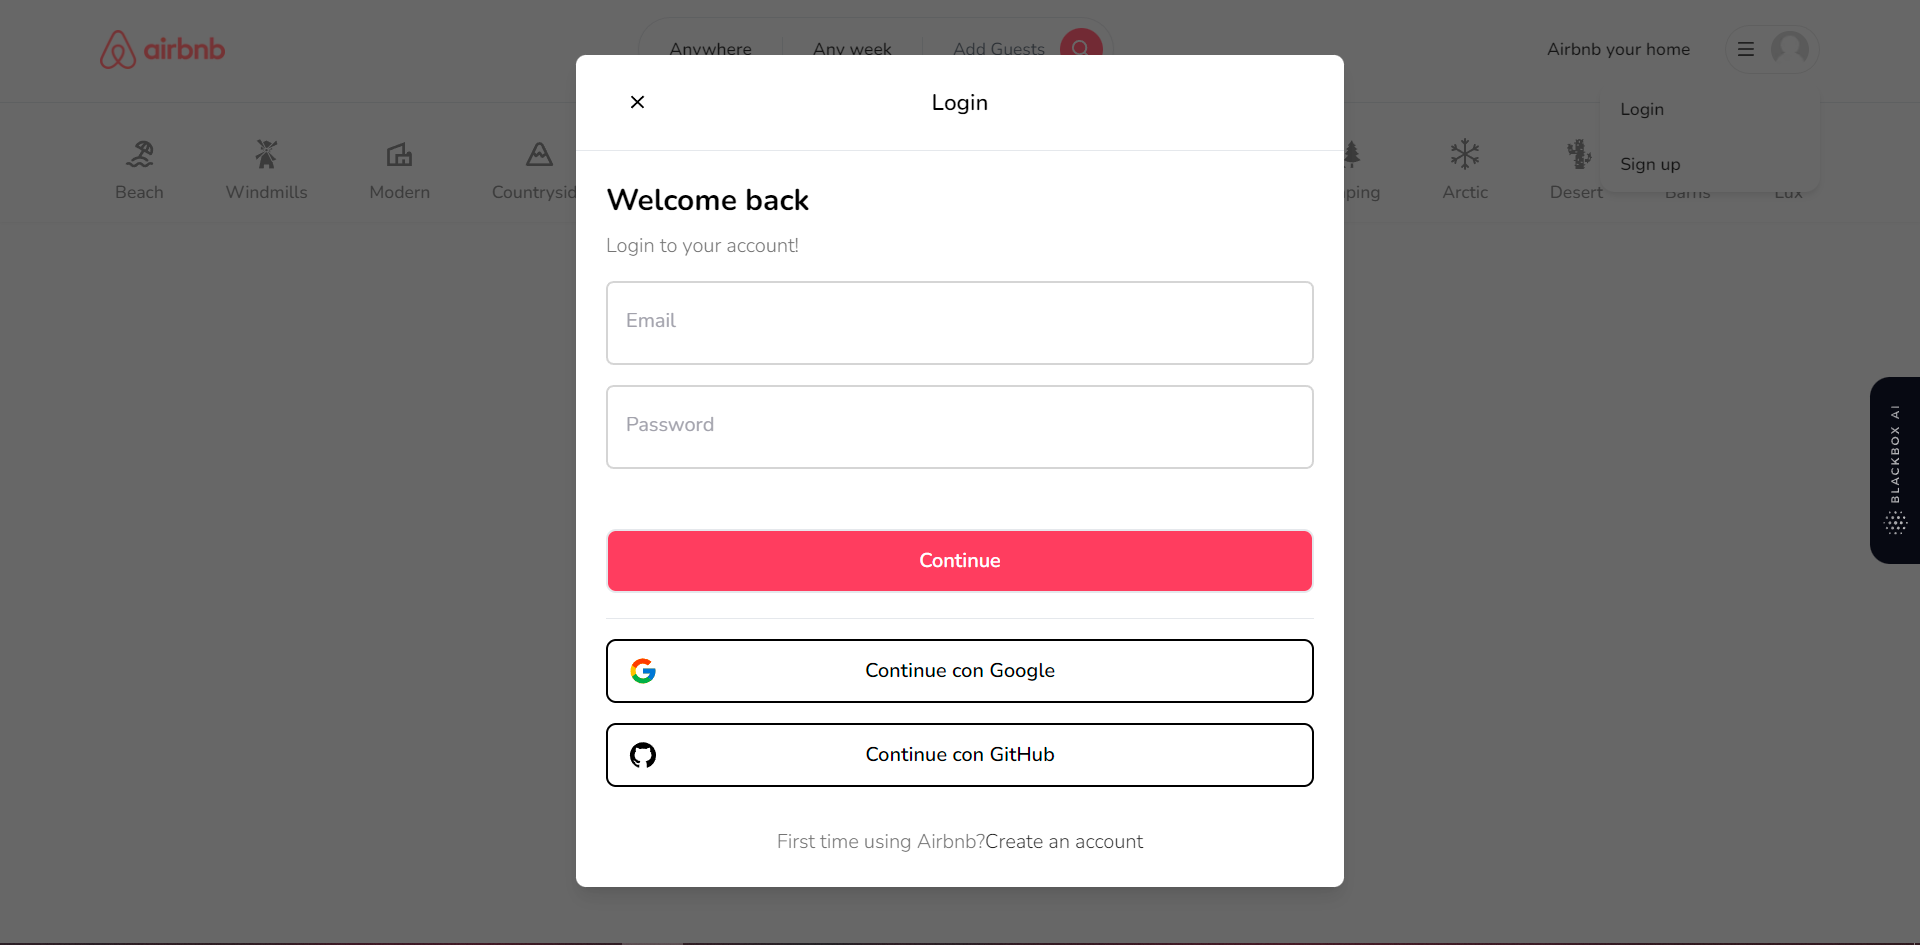 airbnb
Anywhere Any week Add Guests
Airbnb your home
Login
Sign up
Beach Windmills Modern Countrysid
ping Arctic Desert Barns Lux
Login
Welcome back
Login to your account!
Email
Password
Continue
Continue con Google
Continue con GitHub
First time using Airbnb?Create an account
BLACKBOX AI